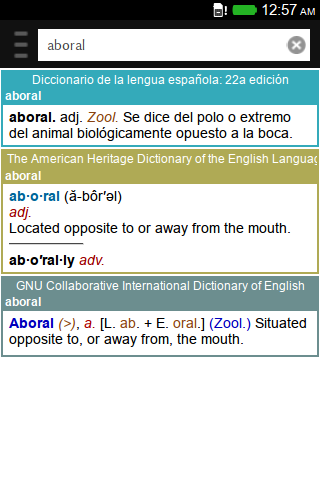 12:57 AM
aboral
Diccionario de la lengua española: 22a edición
aboral
aboral. adj. Zool. Se dice del polo o extremo
del animal biológicamente opuesto a la boca.
The American Heritage Dictionary of the English Languag
aboral
ab·o·ral (ă-bôr′əl)
adj.
Located opposite to or away from the mouth.
ab·o′ral·ly adv.
GNU Collaborative International Dictionary of English
aboral
Aboral (>), a. [L. ab. + E. oral.] (Zool.) Situated
opposite to, or away from, the mouth.